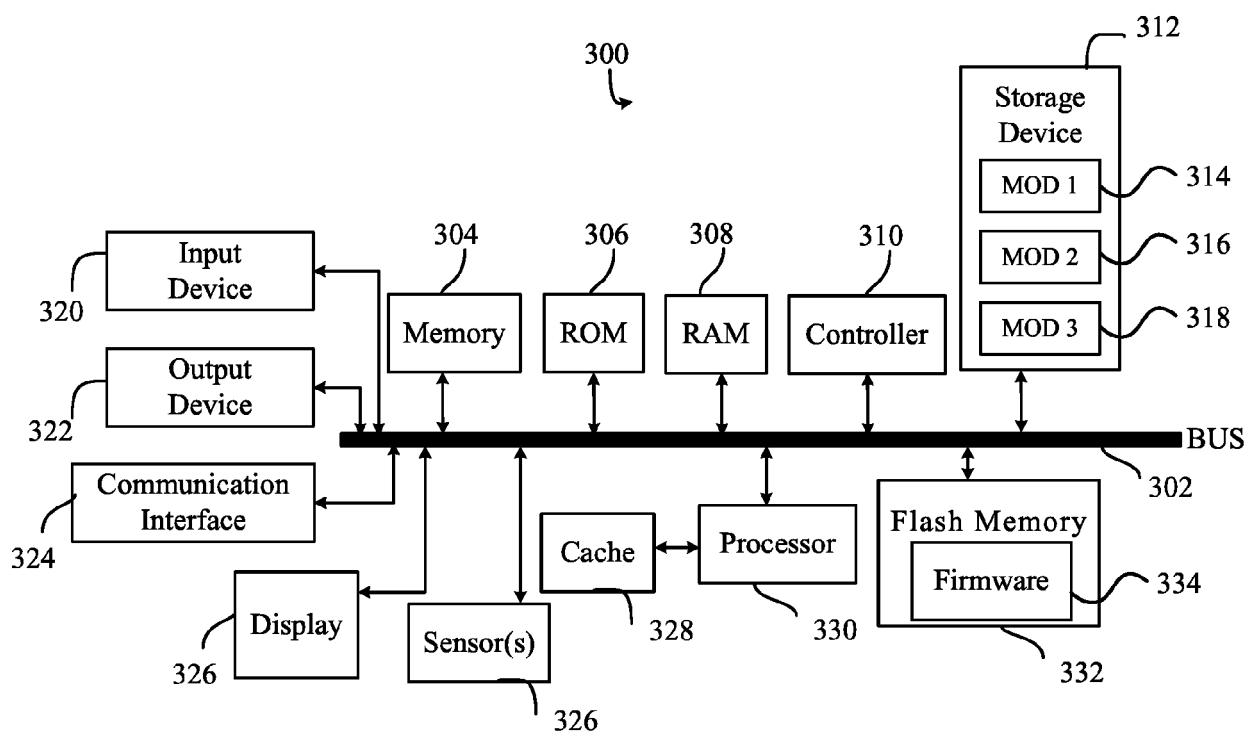 300
312
Storage
Device
MOD 1
314
MOD 2
316
MOD 3
318
Input
Device
320
304
Memory
306
ROM
308
RAM
310
Controller
Output
Device
322
BUS
302
Communication
Interface
324
Display
326
Sensor(s)
326
Cache
328
Processor
330
Flash Memory
Firmware
334
332